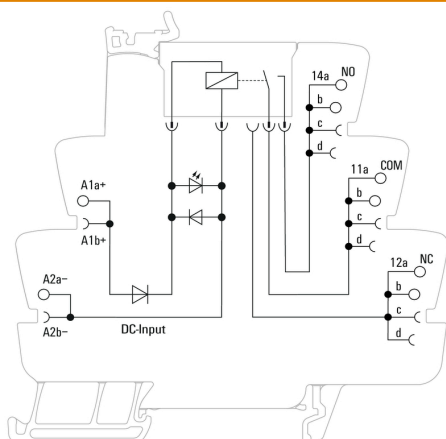 14a NO
b
c
d
11a COM
b
c
d
A1a+
A1b+
12a NC
b
c
d
A2a–
A2b–
DC-Input